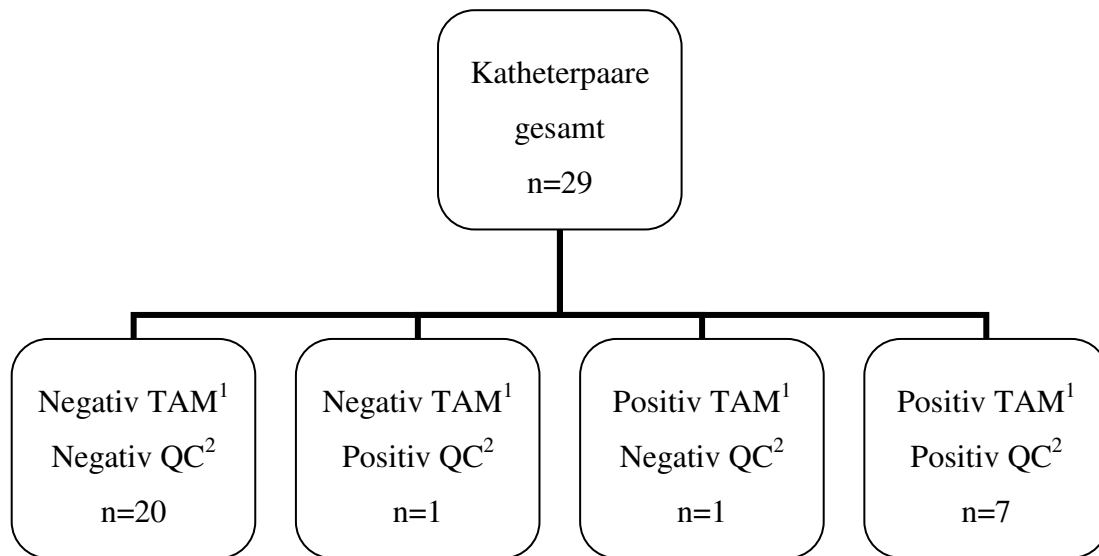 Katheterpaare
gesamt
n=29
Negativ TAM¹
Negativ QC²
n=20
Negativ TAM¹
Positiv QC²
n=1
Positiv TAM¹
Negativ QC²
n=1
Positiv TAM¹
Positiv QC²
n=7